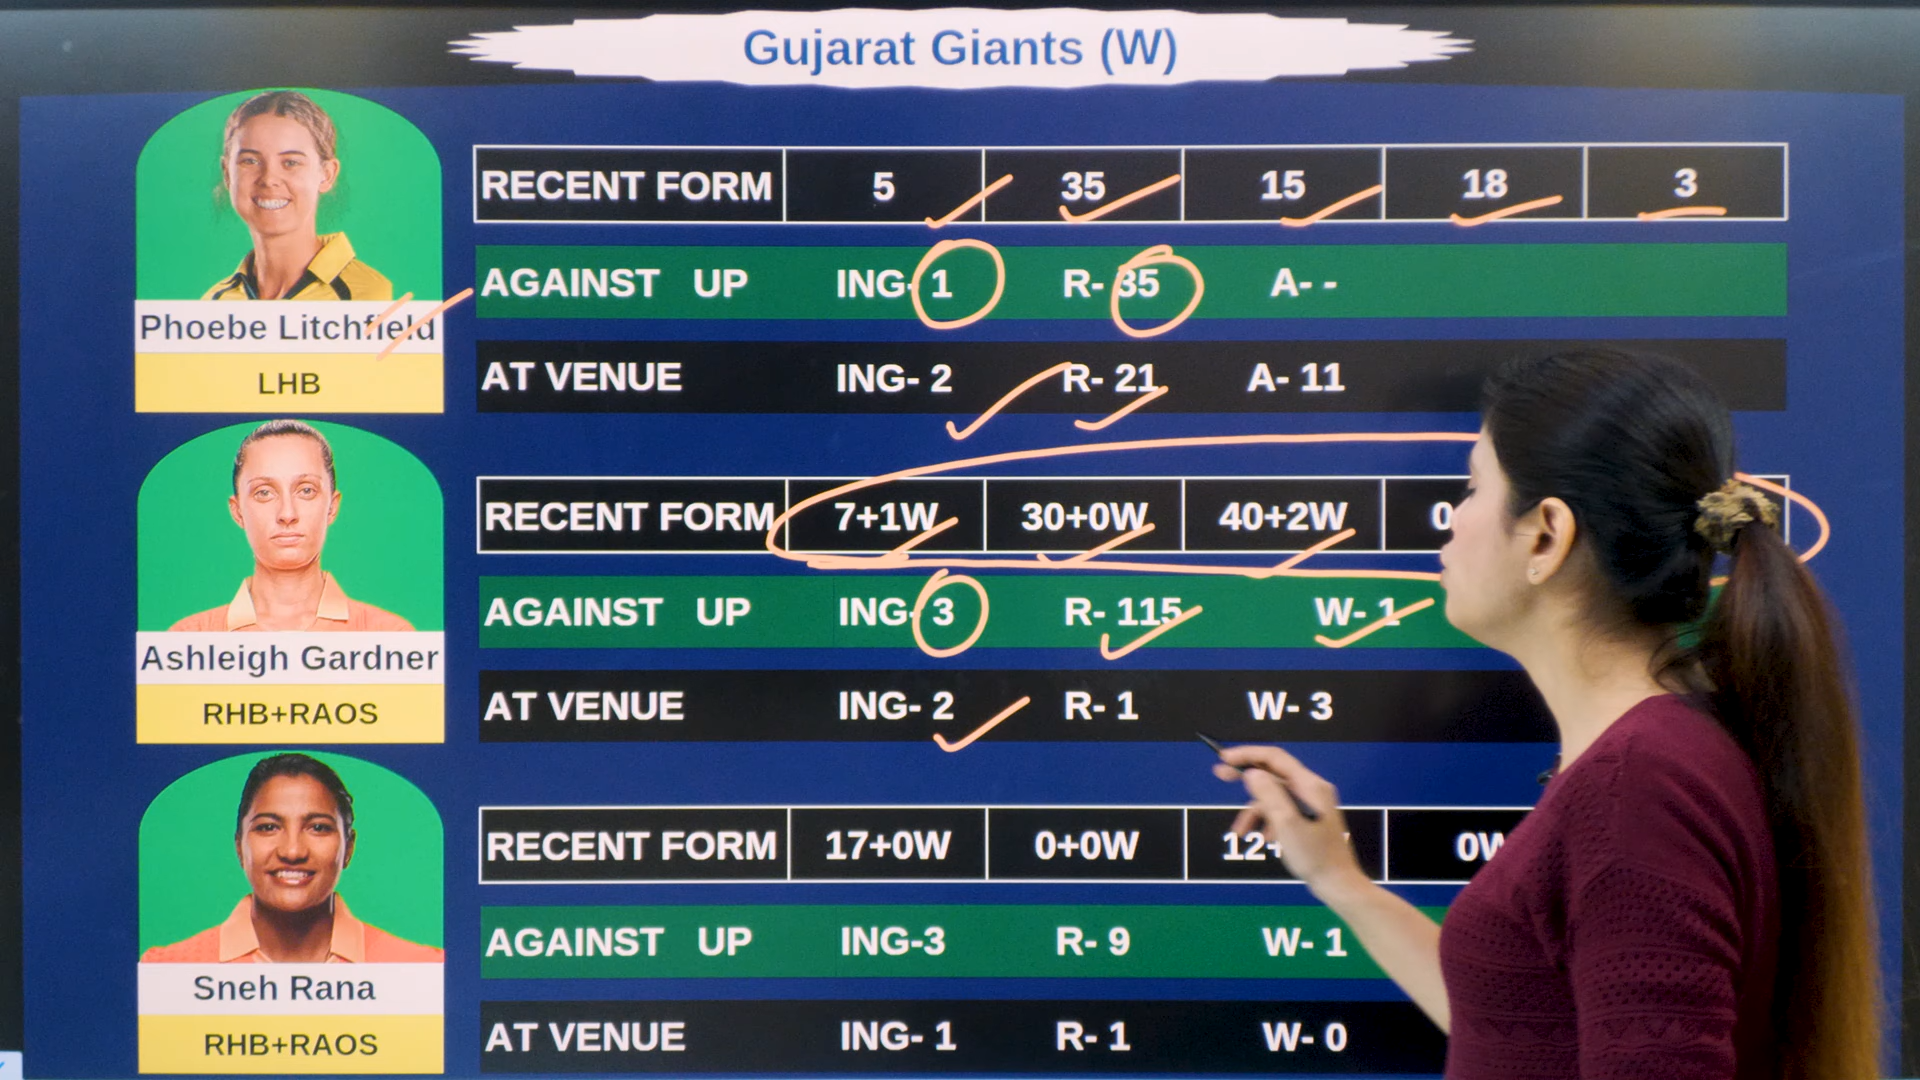 Gujarat Giants (W)
RECENT FORM 5 35 15 18 3
AGAINST UP ING- 1 R- 35 A- -
Phoebe Litchfield
LHB
AT VENUE ING- 2 R- 21 A- 11
RECENT FORM 7+1W 30+0W 40+2W
AGAINST UP ING- 3 R- 115 W- 1
Ashleigh Gardner
RHB+RAOS
AT VENUE ING- 2 R- 1 W- 3
RECENT FORM 17+0W 0+0W
AGAINST UP ING-3 R- 9 W- 1
Sneh Rana
RHB+RAOS
AT VENUE ING- 1 R- 1 W- 0